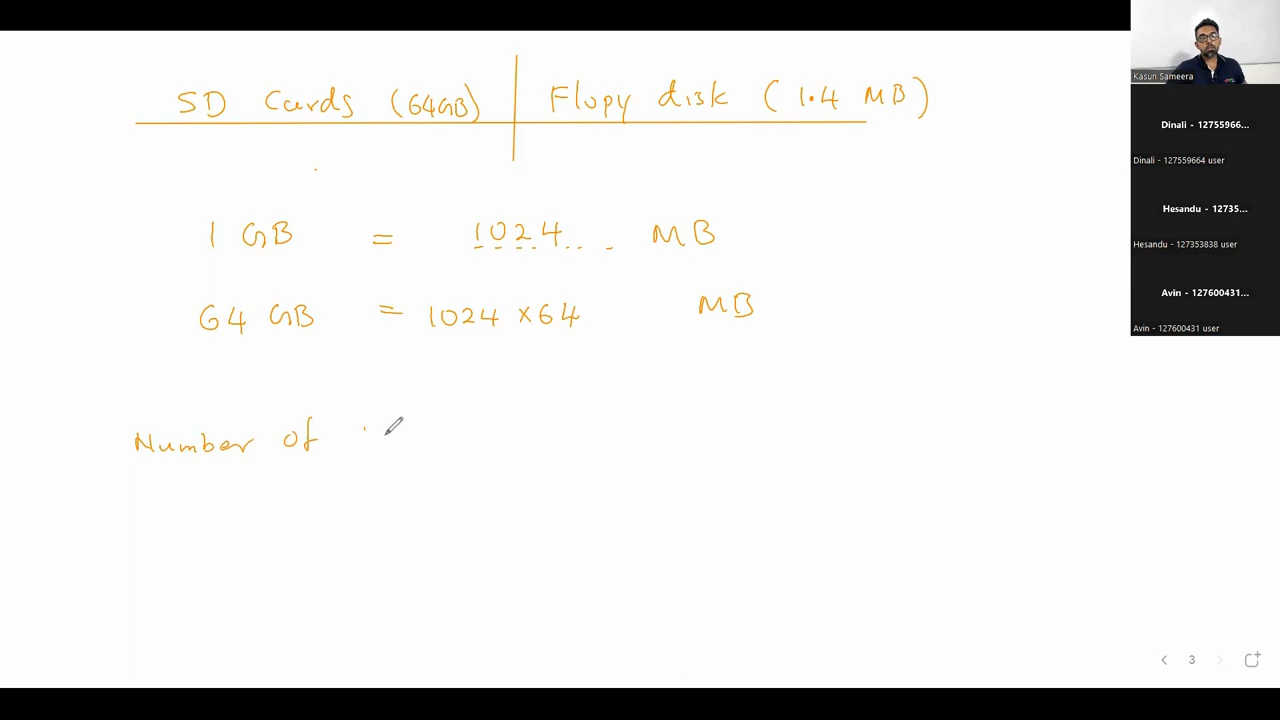 SD Cards (64GB) Flopy disk (1.4 MB)
1 GB = 1024 MB
64 GB = 1024 × 64 MB
Number of
Kasun Sameera
Dinali - 12755966...
Dinali - 127559664 user
Hesandu - 12735...
Hesandu - 127353838 user
Avin - 127600431...
Avin - 127600431 user
3